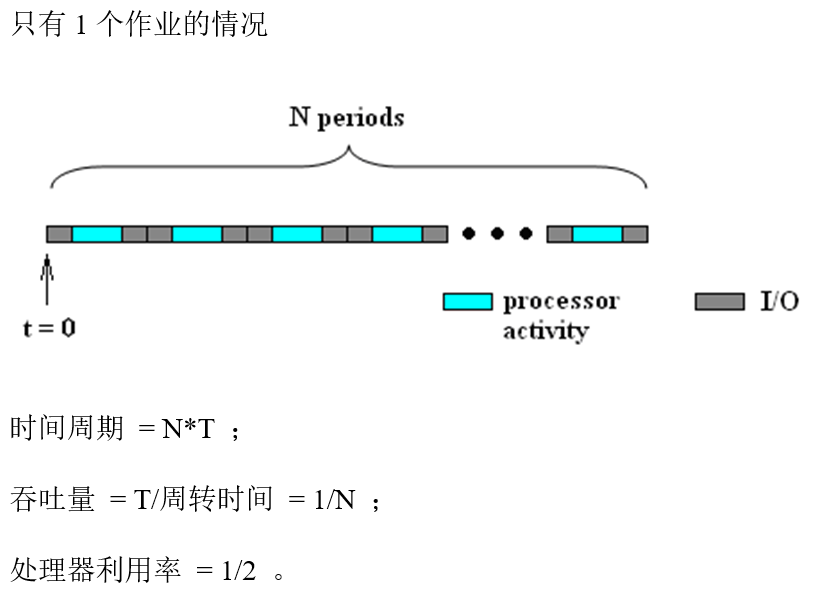 只有 1 个作业的情况
N periods
t = 0
processor
activity
I/O
时间周期 = N*T ；
吞吐量 = T/周转时间 = 1/N ；
处理器利用率 = 1/2 。